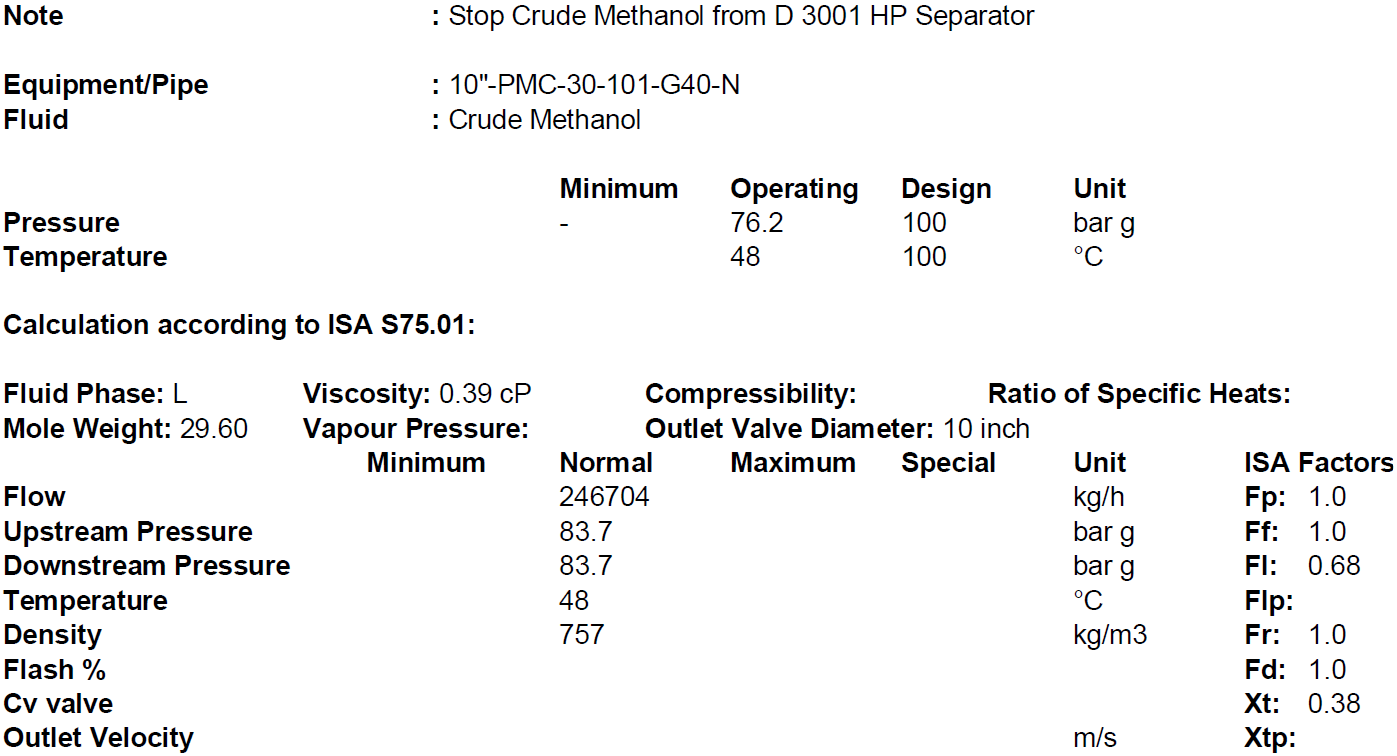 Note : Stop Crude Methanol from D 3001 HP Separator
Equipment/Pipe : 10"-PMC-30-101-G40-N
Fluid : Crude Methanol
Minimum Operating Design Unit
Pressure - 76.2 100 bar g
Temperature 48 100 °C
Calculation according to ISA S75.01:
Fluid Phase: L Viscosity: 0.39 cP Compressibility: Ratio of Specific Heats:
Mole Weight: 29.60 Vapour Pressure: Outlet Valve Diameter: 10 inch
Minimum Normal Maximum Special Unit ISA Factors
Flow 246704 kg/h Fp: 1.0
Upstream Pressure 83.7 bar g Ff: 1.0
Downstream Pressure 83.7 bar g Fl: 0.68
Temperature 48 °C Flp:
Density 757 kg/m3 Fr: 1.0
Flash % Fd: 1.0
Cv valve Xt: 0.38
Outlet Velocity m/s Xtp: